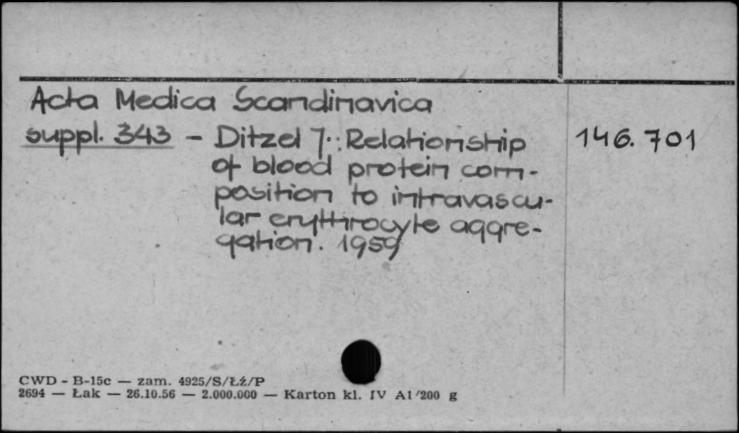 Acta Medica Scandinavica
suppl. 343 - Ditzel J.: Relationship 146.701
of blood protein com-
position to intravascu-
lar erythrocyte aggre-
gation. 1959
CWD - B-15c — zam. 4925/S/Łż/P
2694 — Łak — 26.10.56 — 2.000.000 — Karton kl. IV A1/200 g